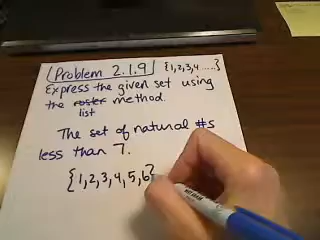 Problem 2.1.9 {1,2,3,4.....}
Express the given set using
the roster method.
list
The set of natural #s
less than 7.
{1,2,3,4,5,6}